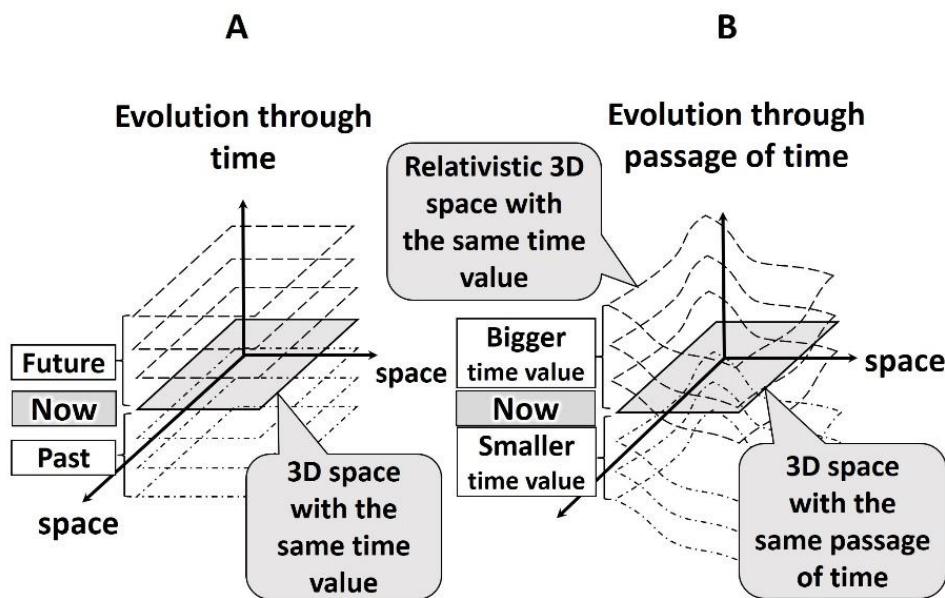 A
Evolution through
time
Future
Now
Past
space
space
3D space
with the
same time
value
B
Evolution through
passage of time
Relativistic 3D
space with
the same time
value
Bigger
time value
Now
Smaller
time value
space
3D space
with the
same passage
of time